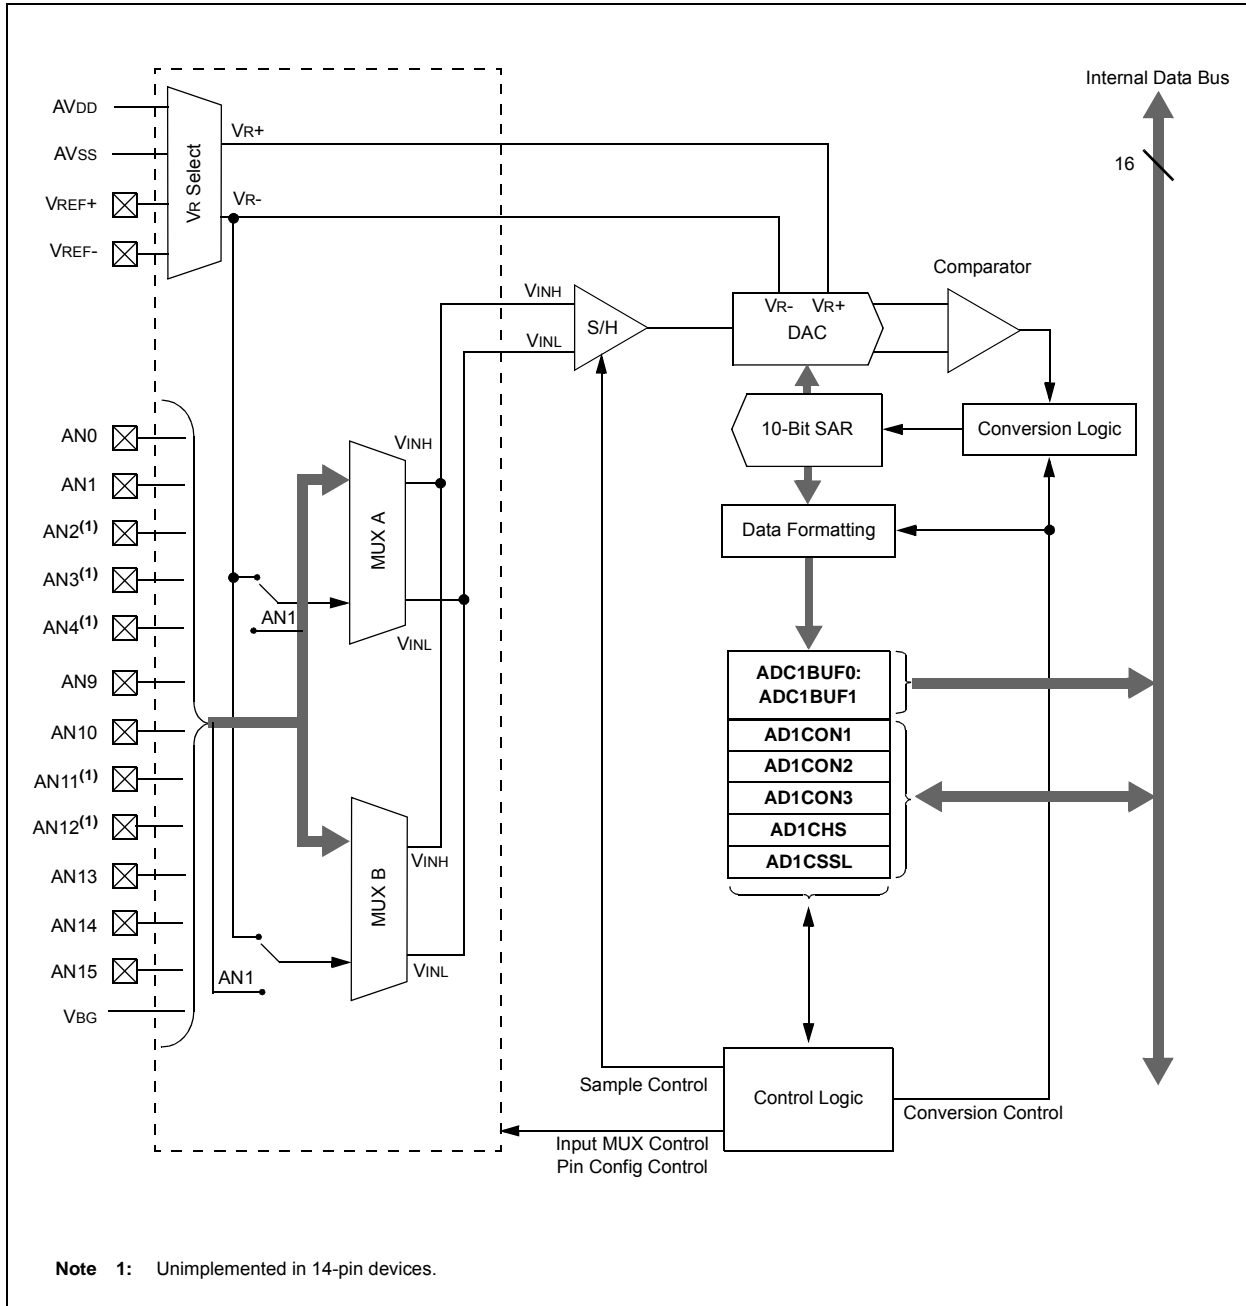 Internal Data Bus
16
AVDD
AVSS
VREF+
VREF-
VR Select
VR+
VR-
Comparator
VINH
VINL
S/H
VR- VR+
DAC
10-Bit SAR
Conversion Logic
Data Formatting
AN0
AN1
AN2(1)
AN3(1)
AN4(1)
AN9
AN10
AN11(1)
AN12(1)
AN13
AN14
AN15
VBG
VINH
MUX A
AN1
VINL
VINH
MUX B
AN1
VINL
ADC1BUF0:
ADC1BUF1
AD1CON1
AD1CON2
AD1CON3
AD1CHS
AD1CSSL
Sample Control
Control Logic
Conversion Control
Input MUX Control
Pin Config Control
Note 1: Unimplemented in 14-pin devices.